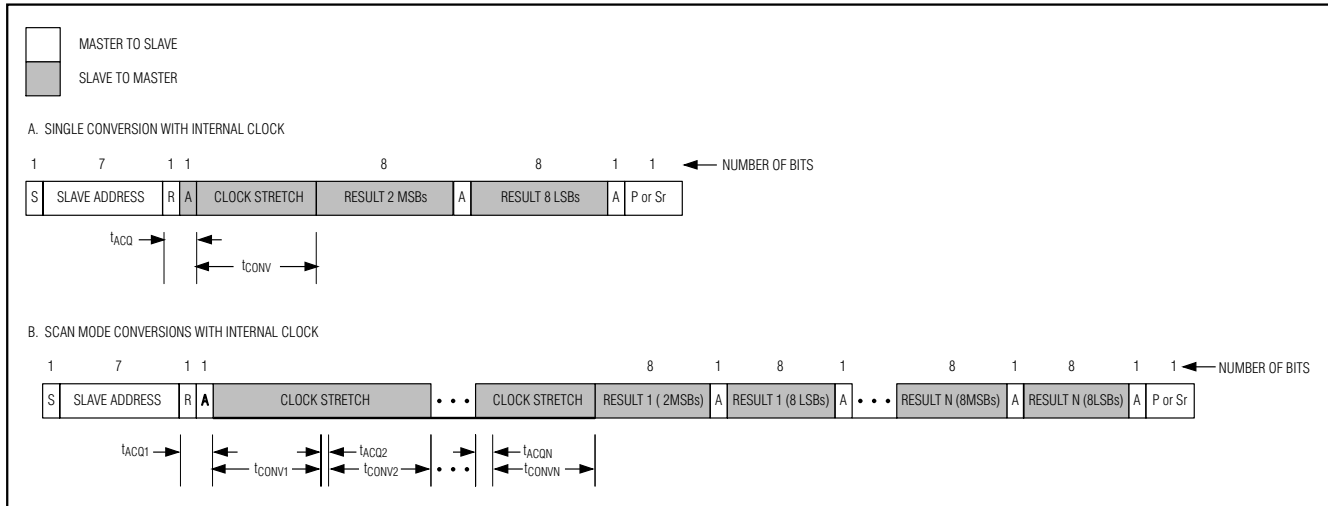 MASTER TO SLAVE
SLAVE TO MASTER
A. SINGLE CONVERSION WITH INTERNAL CLOCK
1 7 1 1 8 8 1 1 NUMBER OF BITS
S SLAVE ADDRESS R A CLOCK STRETCH RESULT 2 MSBs A RESULT 8 LSBs A P or Sr
tACQ
tCONV
B. SCAN MODE CONVERSIONS WITH INTERNAL CLOCK
1 7 1 1 8 1 8 1 8 1 8 1 1 NUMBER OF BITS
S SLAVE ADDRESS R A CLOCK STRETCH • • • CLOCK STRETCH RESULT 1 ( 2MSBs) A RESULT 1 (8 LSBs) A • • • RESULT N (8MSBs) A RESULT N (8LSBs) A P or Sr
tACQ1 tACQ2 tACQN
tCONV1 tCONV2 • • • tCONVN